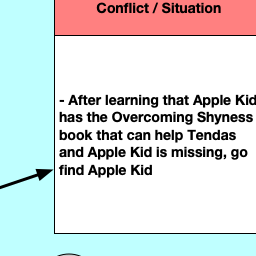 Conflict / Situation
- After learning that Apple Kid
has the Overcoming Shyness
book that can help Tendas
and Apple Kid is missing, go
find Apple Kid